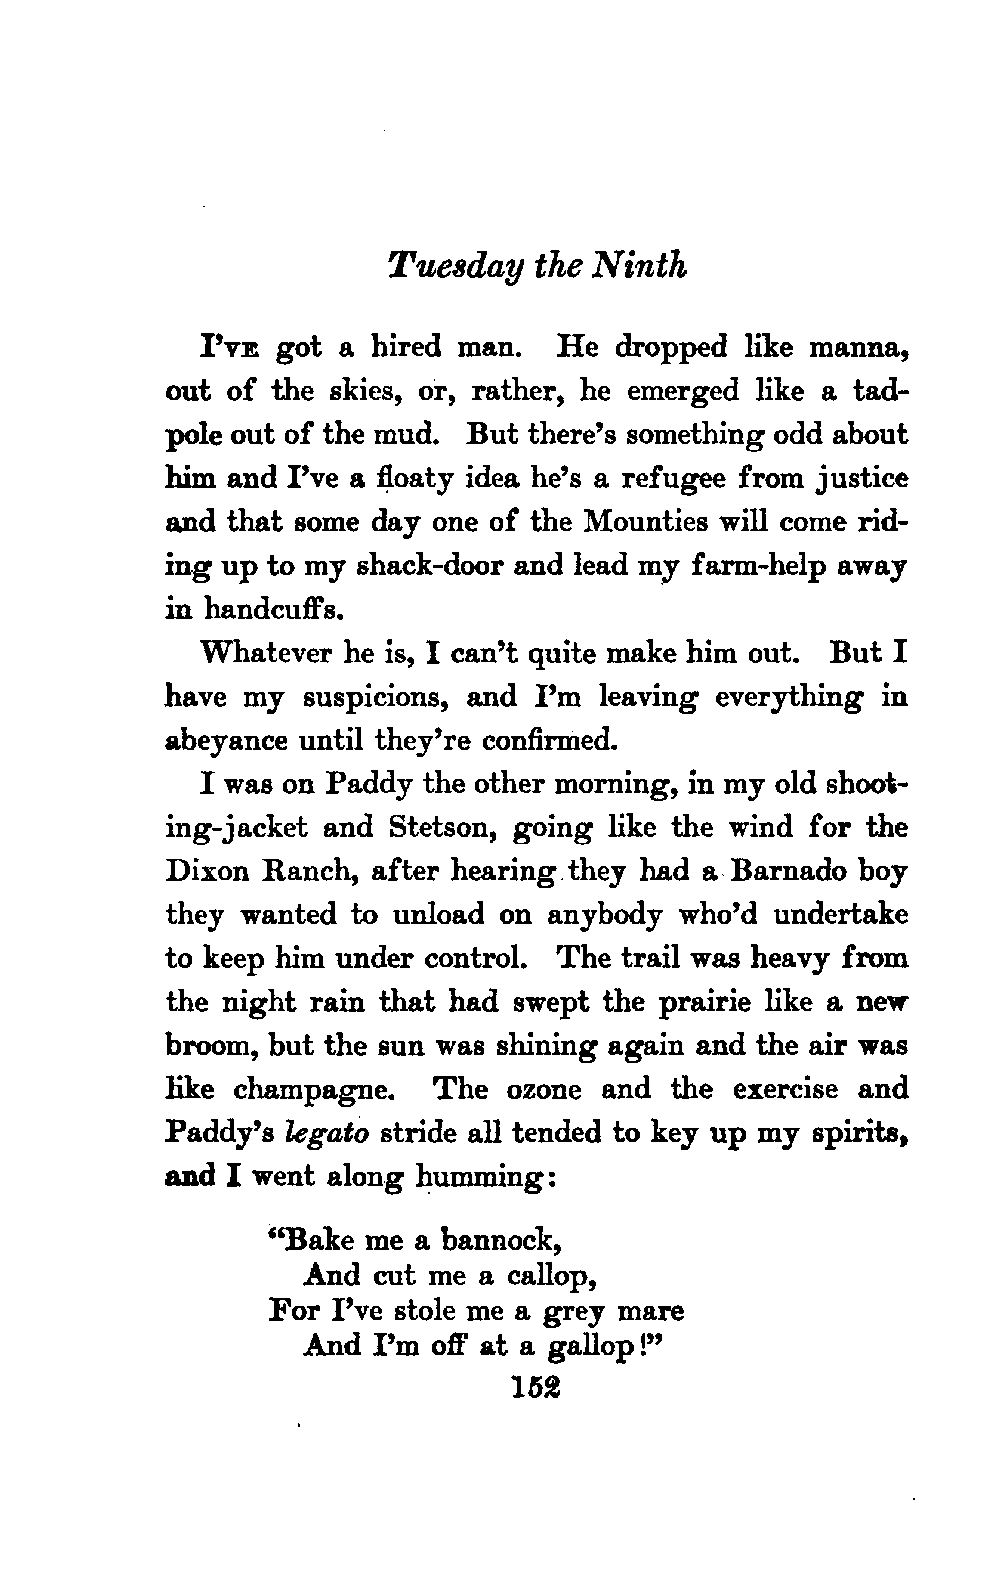 Tuesday the Ninth
I'VE got a hired man. He dropped like manna,
out of the skies, or, rather, he emerged like a tad-
pole out of the mud. But there's something odd about
him and I've a floaty idea he's a refugee from justice
and that some day one of the Mounties will come rid-
ing up to my shack-door and lead my farm-help away
in handcuffs.
Whatever he is, I can't quite make him out. But I
have my suspicions, and I'm leaving everything in
abeyance until they're confirmed.
I was on Paddy the other morning, in my old shoot-
ing-jacket and Stetson, going like the wind for the
Dixon Ranch, after hearing they had a Barnado boy
they wanted to unload on anybody who'd undertake
to keep him under control. The trail was heavy from
the night rain that had swept the prairie like a new
broom, but the sun was shining again and the air was
like champagne. The ozone and the exercise and
Paddy's legato stride all tended to key up my spirits,
and I went along humming:
"Bake me a bannock,
And cut me a callop,
For I've stole me a grey mare
And I'm off at a gallop!"
152